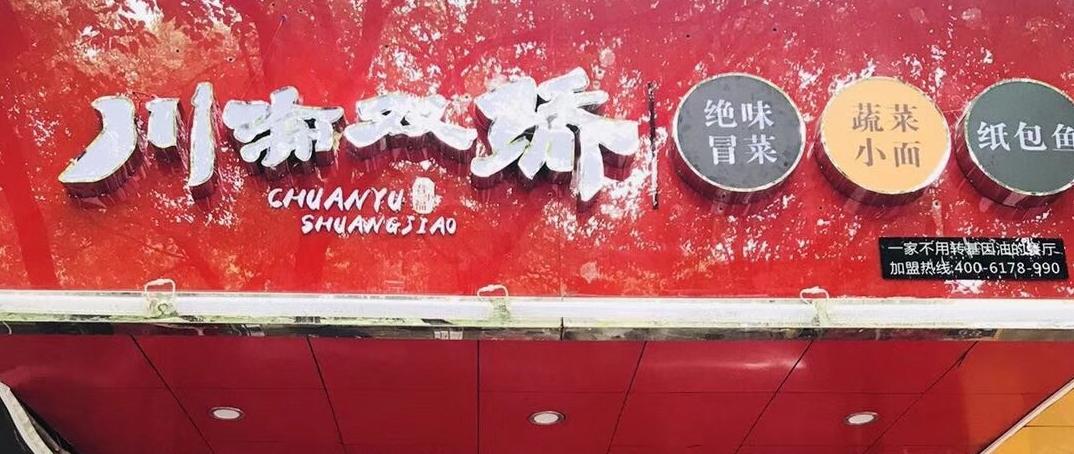 川渝双骄
CHUANYU
SHUANGJIAO
绝味
冒菜
蔬菜
小面
纸包鱼
一家不用转基因油的餐厅
加盟热线:400-6178-990